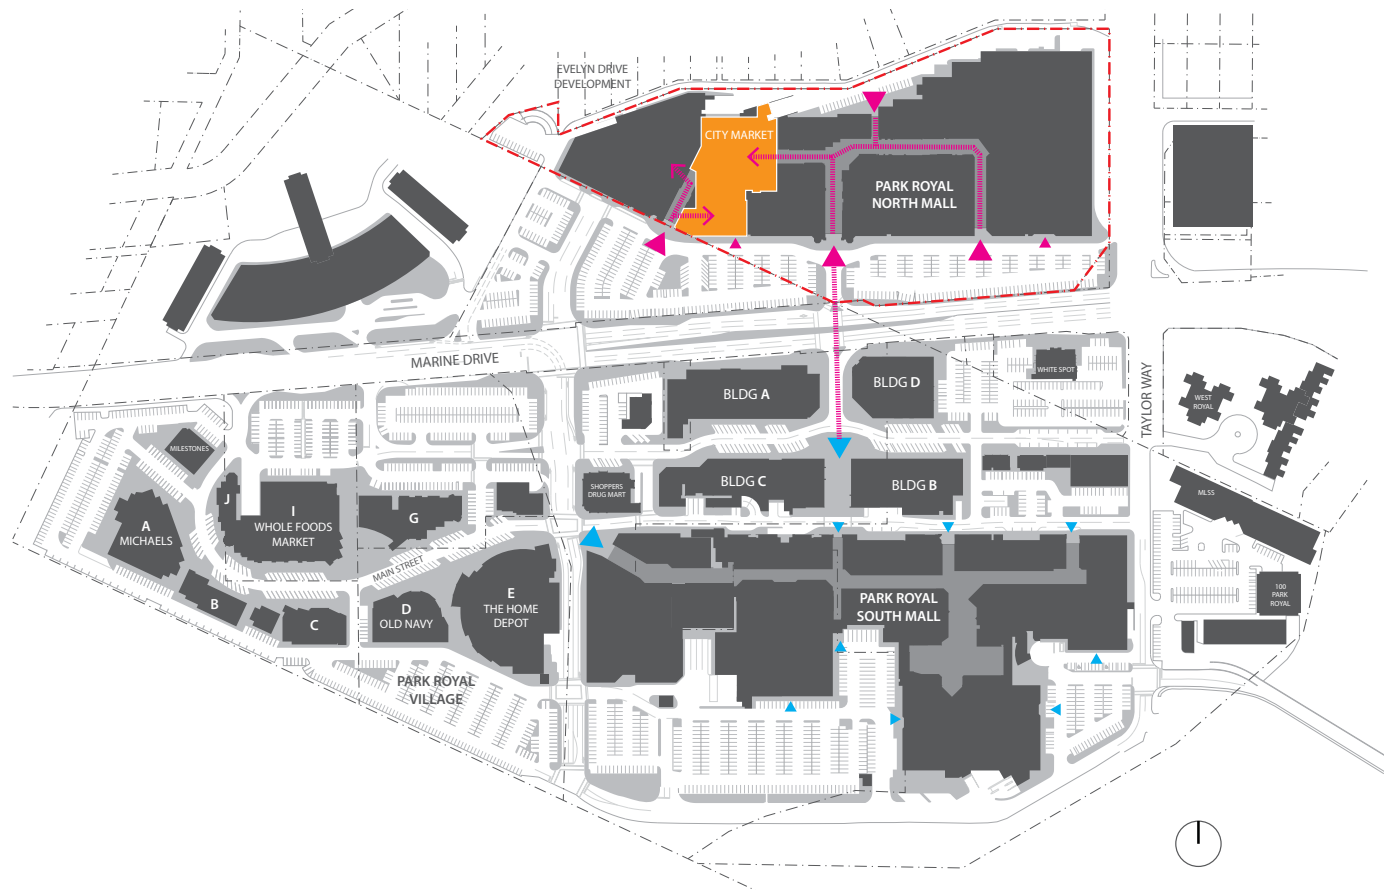 EVELYN DRIVE
DEVELOPMENT
CITY MARKET
PARK ROYAL
NORTH MALL
MARINE DRIVE
BLDG A
BLDG D
WHITE SPOT
TAYLOR WAY
WEST
ROYAL
MILESTONES
J
I
WHOLE FOODS
MARKET
G
SHOPPERS
DRUG MART
BLDG C
BLDG B
MLSS
A
MICHAELS
MAIN STREET
B
C
D
OLD NAVY
E
THE HOME
DEPOT
PARK ROYAL
SOUTH MALL
100
PARK
ROYAL
PARK ROYAL
VILLAGE